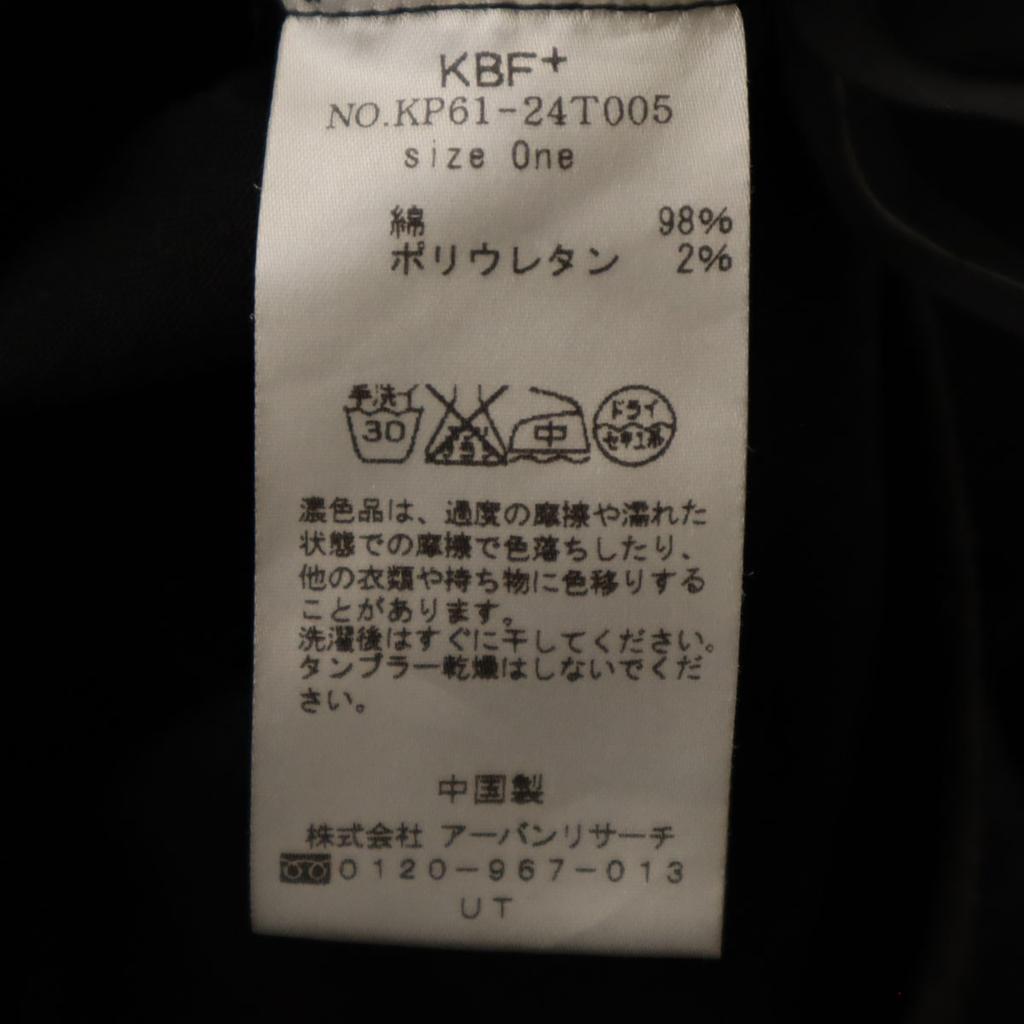 KBF+
NO.KP61-24T005
size One
綿 98%
ポリウレタン 2%
手洗イ
30
中
ドライ
セキユ系
濃色品は、過度の摩擦や濡れた
状態での摩擦で色落ちしたり、
他の衣類や持ち物に色移りする
ことがあります。
洗濯後はすぐに干してください。
タンブラー乾燥はしないでくだ
さい。
中国製
株式会社 アーバンリサーチ
0120-967-013
UT